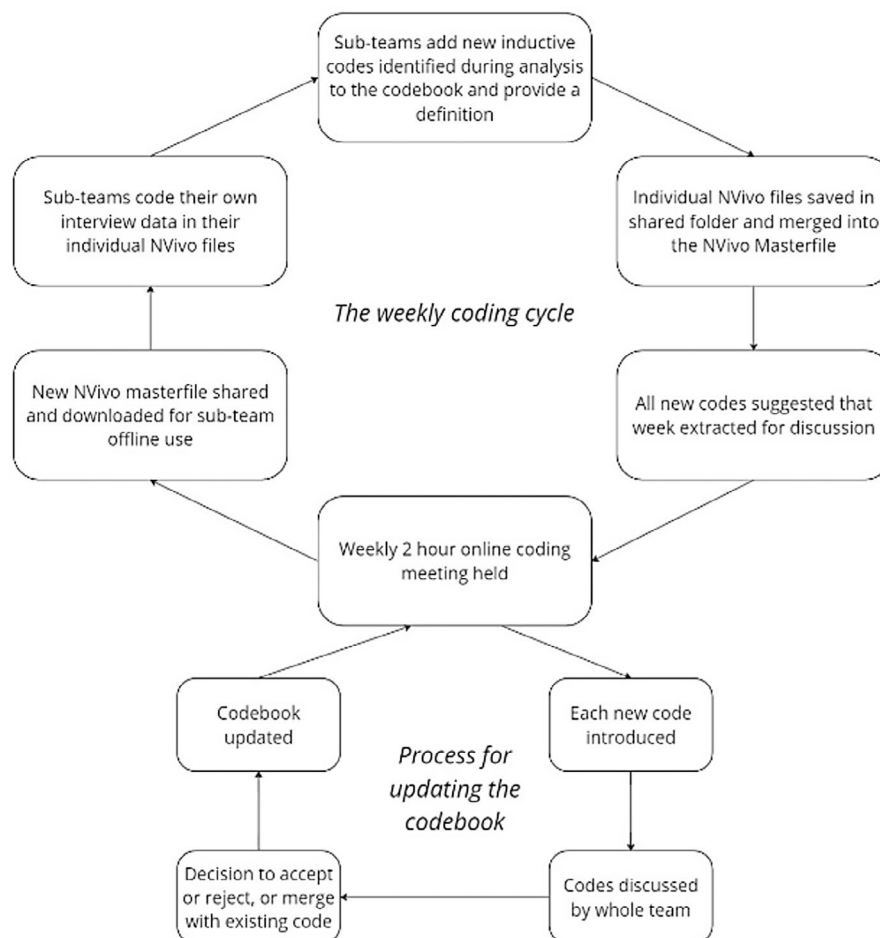 Sub-teams add new inductive
codes identified during analysis
to the codebook and provide a
definition
Sub-teams code their own
interview data in their
individual NVivo files
Individual NVivo files saved in
shared folder and merged into
the NVivo Masterfile
The weekly coding cycle
New NVivo masterfile shared
and downloaded for sub-team
offline use
All new codes suggested that
week extracted for discussion
Weekly 2 hour online coding
meeting held
Codebook
updated
Each new code
introduced
Process for
updating the
codebook
Decision to accept
or reject, or merge
with existing code
Codes discussed
by whole team